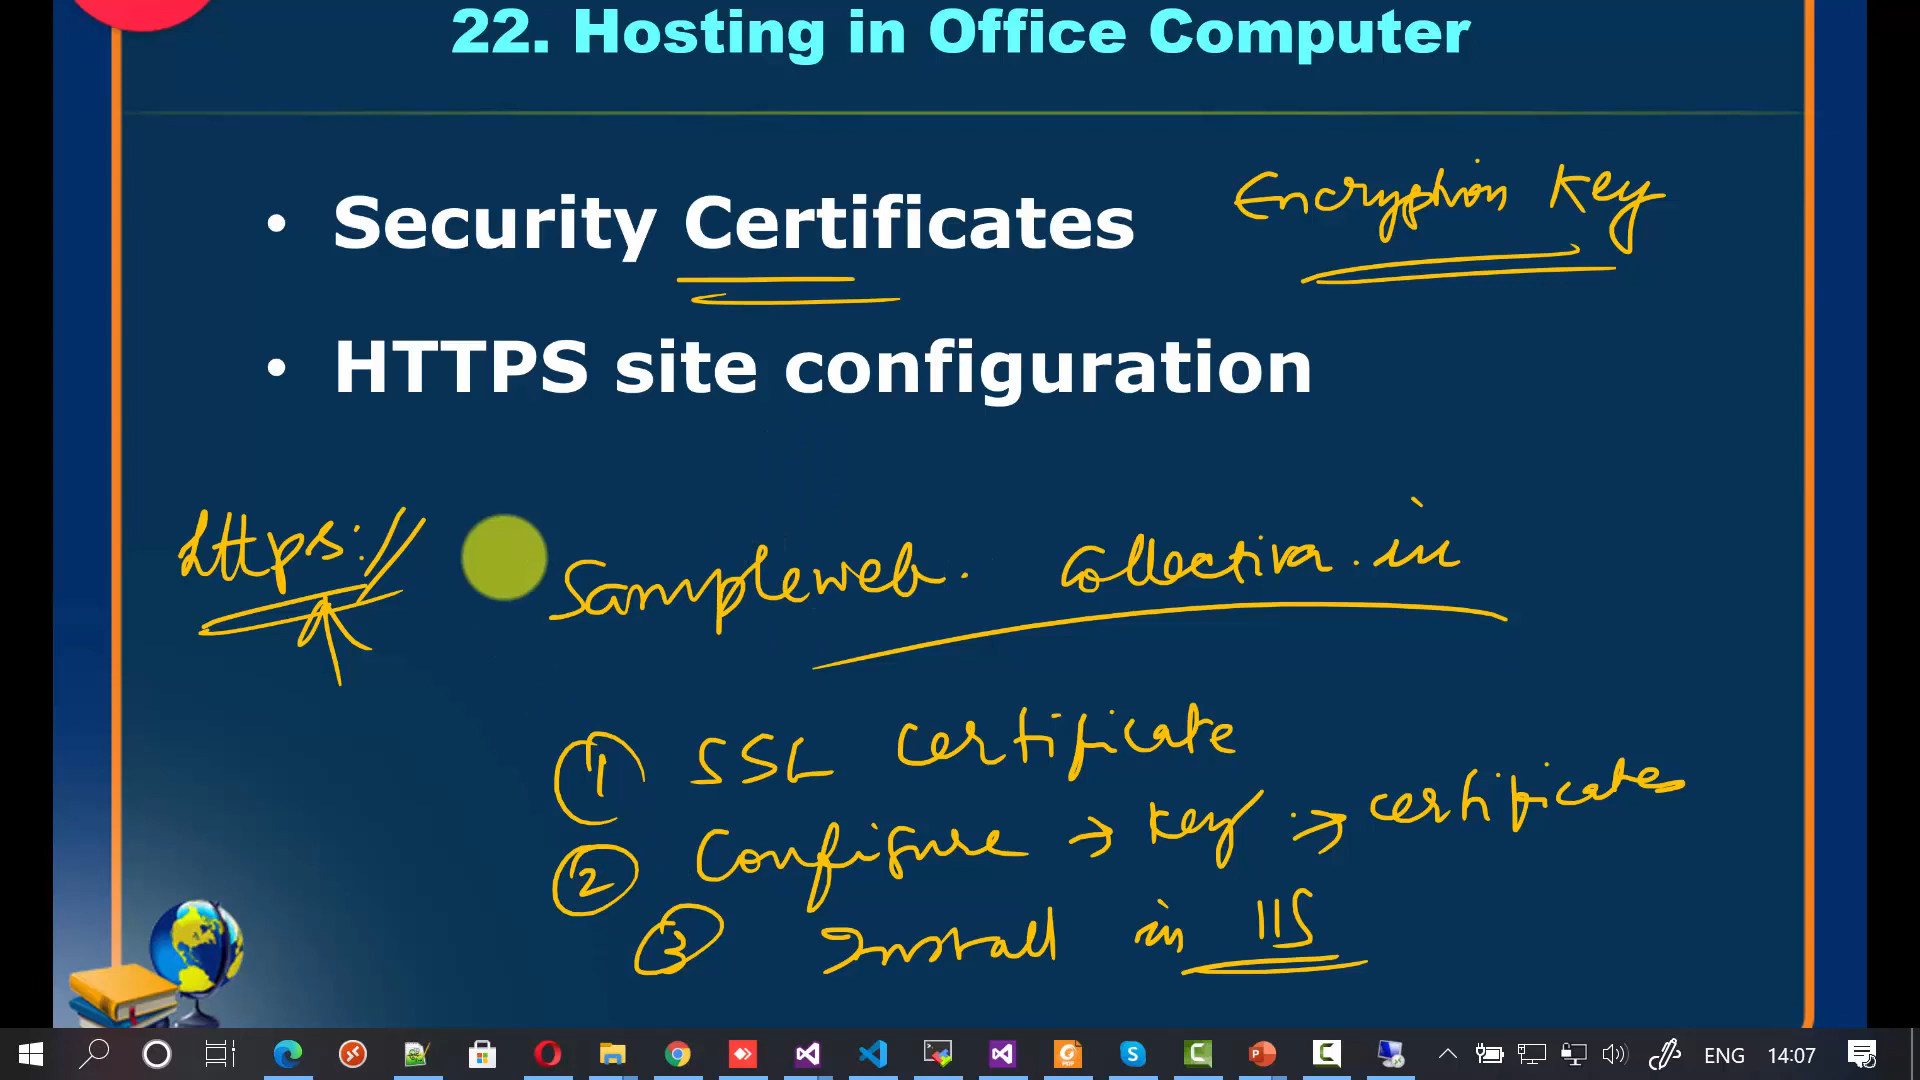 22. Hosting in Office Computer
• Security Certificates
Encryption Key
• HTTPS site configuration
https:// sampleweb. Collectiva.in
① SSL certificate
② Configure → key → certificates
③ Install in IIS
ENG 14:07